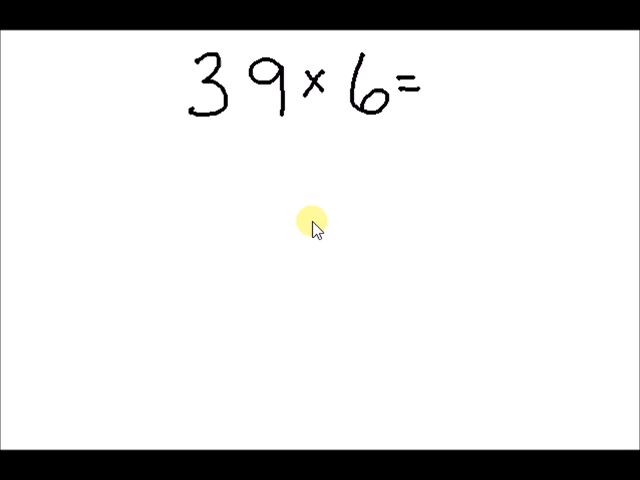 39 × 6 =